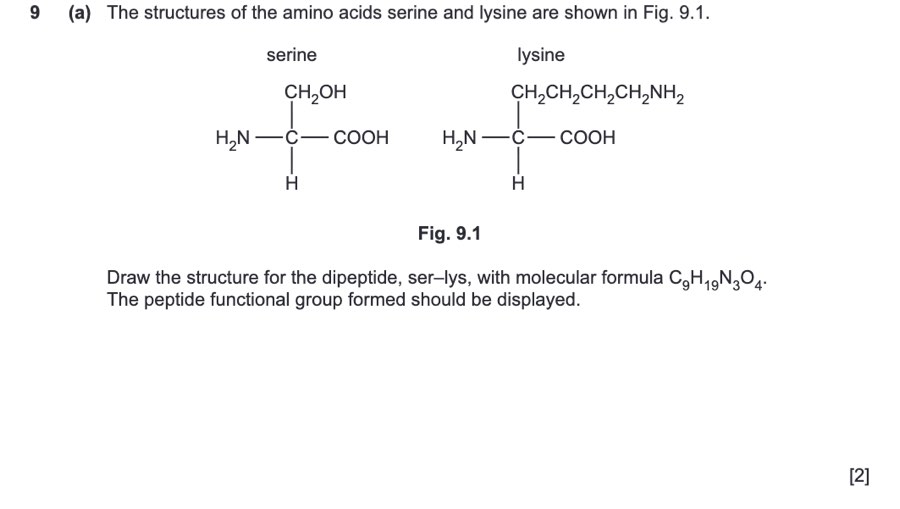 9 (a) The structures of the amino acids serine and lysine are shown in Fig. 9.1.
serine lysine
CH₂OH CH₂CH₂CH₂CH₂NH₂
H₂N C COOH H₂N C COOH
H H
Fig. 9.1
Draw the structure for the dipeptide, ser–lys, with molecular formula C₉H₁₉N₃O₄.
The peptide functional group formed should be displayed.
[2]